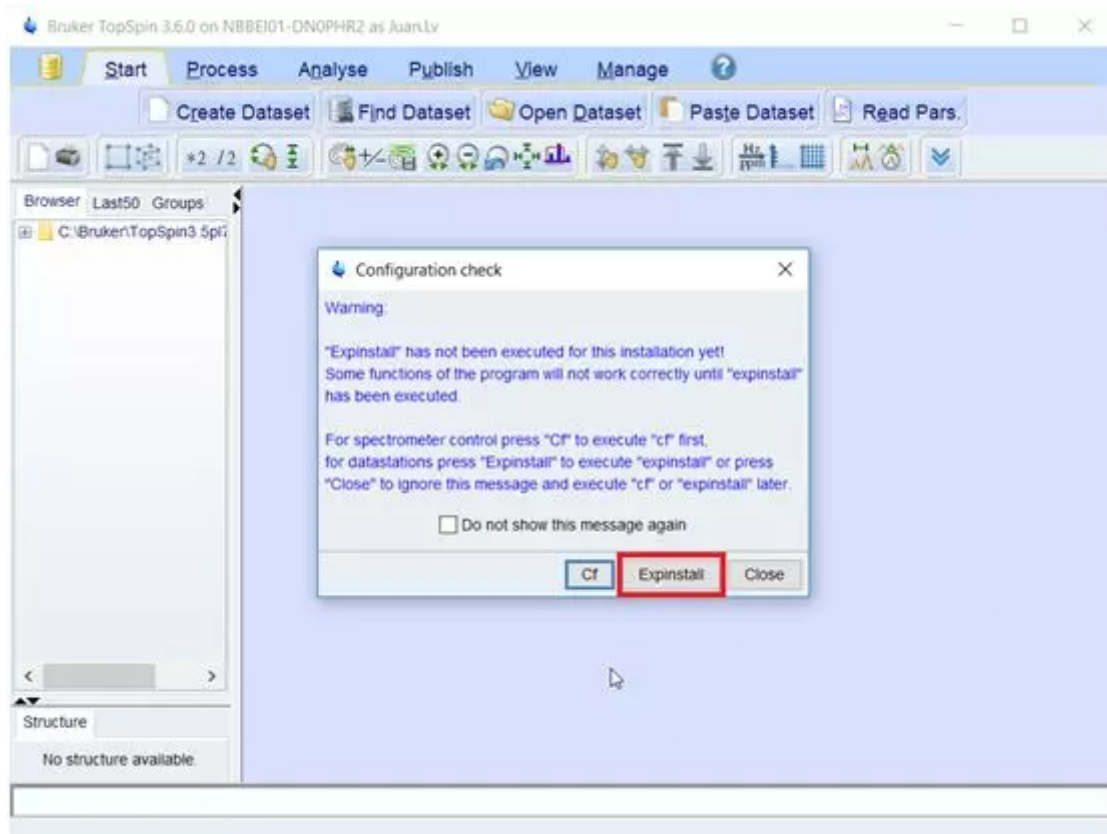 Bruker TopSpin 3.6.0 on NBBEI01-DN0PHR2 as Juan.Lv
Start Process Analyse Publish View Manage ?
Create Dataset Find Dataset Open Dataset Paste Dataset Read Pars.
*2 /2 Hz ppm
Browser Last50 Groups
C:\Bruker\TopSpin3.5pl7
Configuration check
Warning:
"Expinstall" has not been executed for this installation yet!
Some functions of the program will not work correctly until "expinstall"
has been executed.
For spectrometer control press "Cf" to execute "cf" first,
for datastations press "Expinstall" to execute "expinstall" or press
"Close" to ignore this message and execute "cf" or "expinstall" later.
Do not show this message again
Cf Expinstall Close
Structure
No structure available.